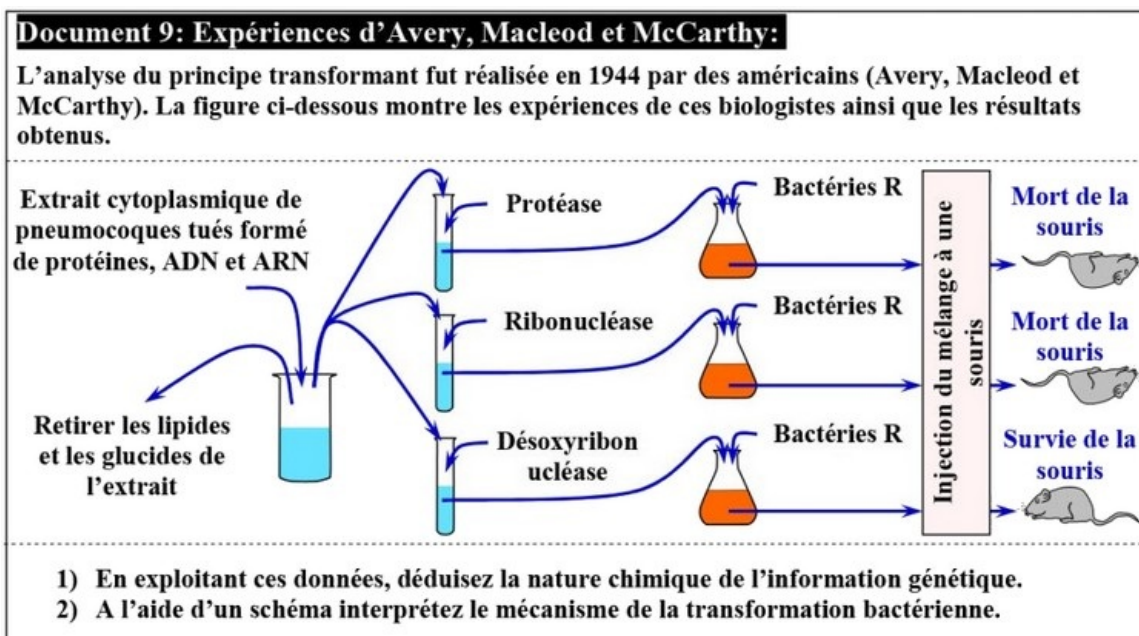 Document 9: Expériences d'Avery, Macleod et McCarthy:
L'analyse du principe transformant fut réalisée en 1944 par des américains (Avery, Macleod et
McCarthy). La figure ci-dessous montre les expériences de ces biologistes ainsi que les résultats
obtenus.
Extrait cytoplasmique de
pneumocoques tués formé
de protéines, ADN et ARN
Retirer les lipides
et les glucides de
l'extrait
Protéase
Bactéries R
Ribonucléase
Bactéries R
Désoxyribon
ucléase
Bactéries R
Injection du mélange à une
souris
Mort de la
souris
Mort de la
souris
Survie de la
souris
1) En exploitant ces données, déduisez la nature chimique de l'information génétique.
2) A l'aide d'un schéma interprétez le mécanisme de la transformation bactérienne.